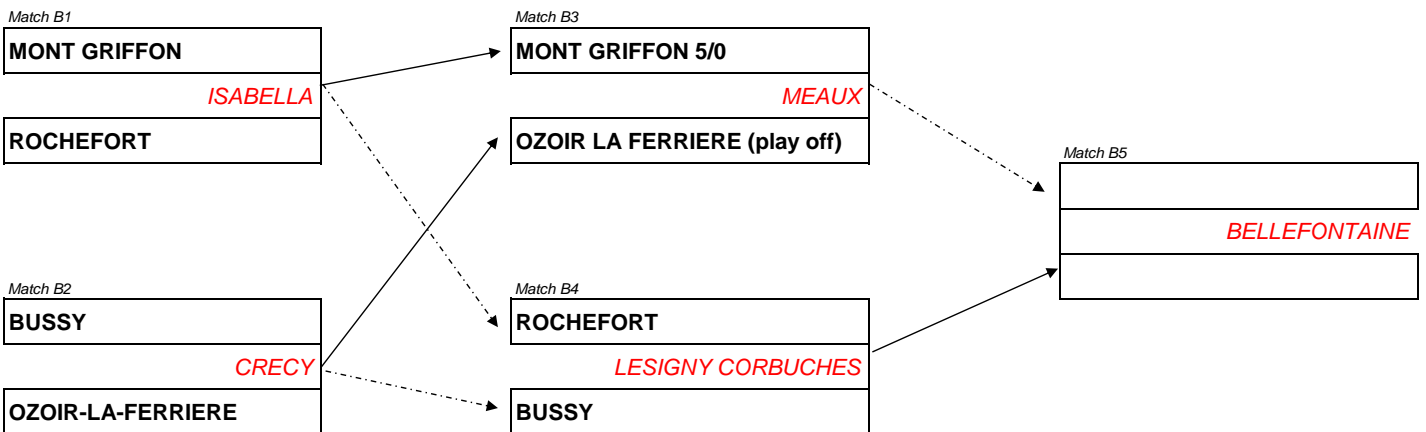 Match B1
MONT GRIFFON
ISABELLA
ROCHEFORT
Match B2
BUSSY
CRECY
OZOIR-LA-FERRIERE
Match B3
MONT GRIFFON 5/0
MEAUX
OZOIR LA FERRIERE (play off)
Match B4
ROCHEFORT
LESIGNY CORBUCHES
BUSSY
Match B5
BELLEFONTAINE